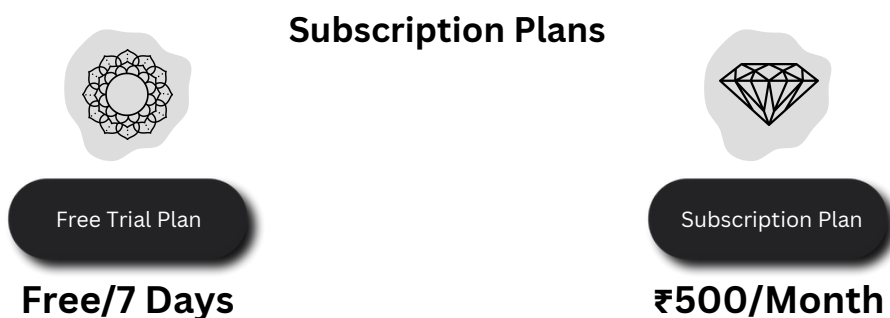 Subscription Plans
Free Trial Plan
Subscription Plan
Free/7 Days
₹500/Month